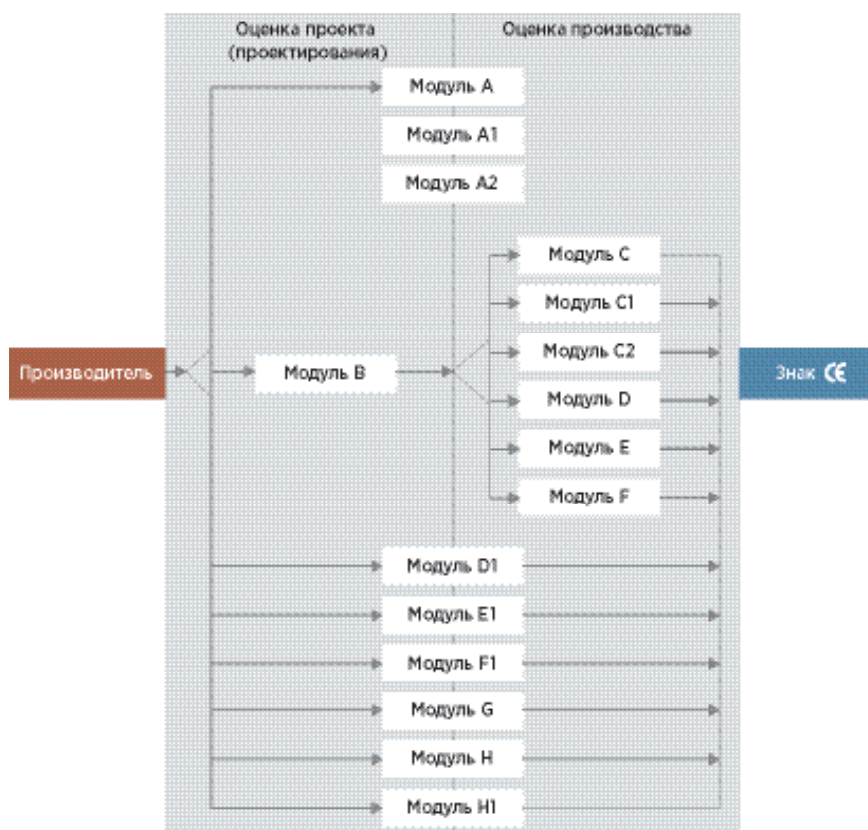 Оценка проекта
(проектирования)
Оценка производства
Модуль A
Модуль A1
Модуль A2
Модуль C
Модуль C1
Модуль C2
Производитель
Модуль B
Знак CE
Модуль D
Модуль E
Модуль F
Модуль D1
Модуль E1
Модуль F1
Модуль G
Модуль H
Модуль H1